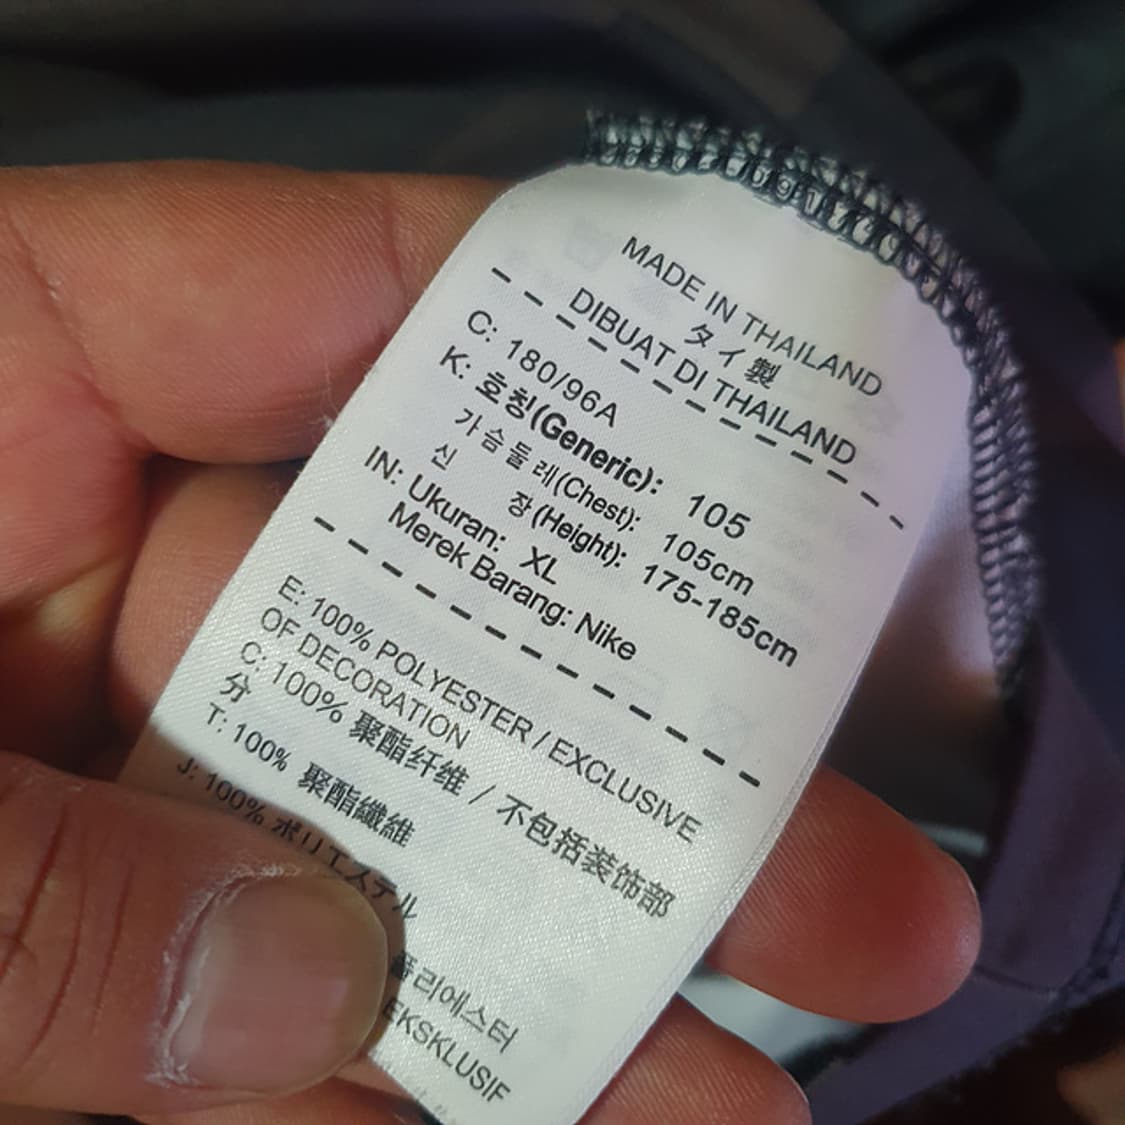 MADE IN THAILAND
タイ製
DIBUAT DI THAILAND
C: 180/96A
K: 호칭(Generic): 105
가슴둘레(Chest): 105cm
신 장(Height): 175-185cm
IN: Ukuran: XL
Merek Barang: Nike
E: 100% POLYESTER / EXCLUSIVE
OF DECORATION
C: 100% 聚酯纤维 / 不包括装饰部
分
T: 100% 聚酯纖維
J: 100% ポリエステル
폴리에스터
EKSKLUSIF